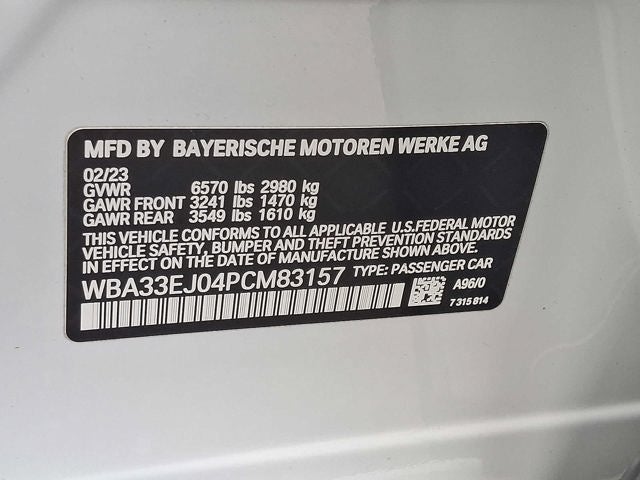 MFD BY BAYERISCHE MOTOREN WERKE AG
02/23
GVWR 6570 lbs 2980 kg
GAWR FRONT 3241 lbs 1470 kg
GAWR REAR 3549 lbs 1610 kg
THIS VEHICLE CONFORMS TO ALL APPLICABLE U.S.FEDERAL MOTOR
VEHICLE SAFETY, BUMPER AND THEFT PREVENTION STANDARDS
IN EFFECT ON THE DATE OF MANUFACTURE SHOWN ABOVE.
WBA33EJ04PCM83157 TYPE: PASSENGER CAR
A96/0
7 315 814